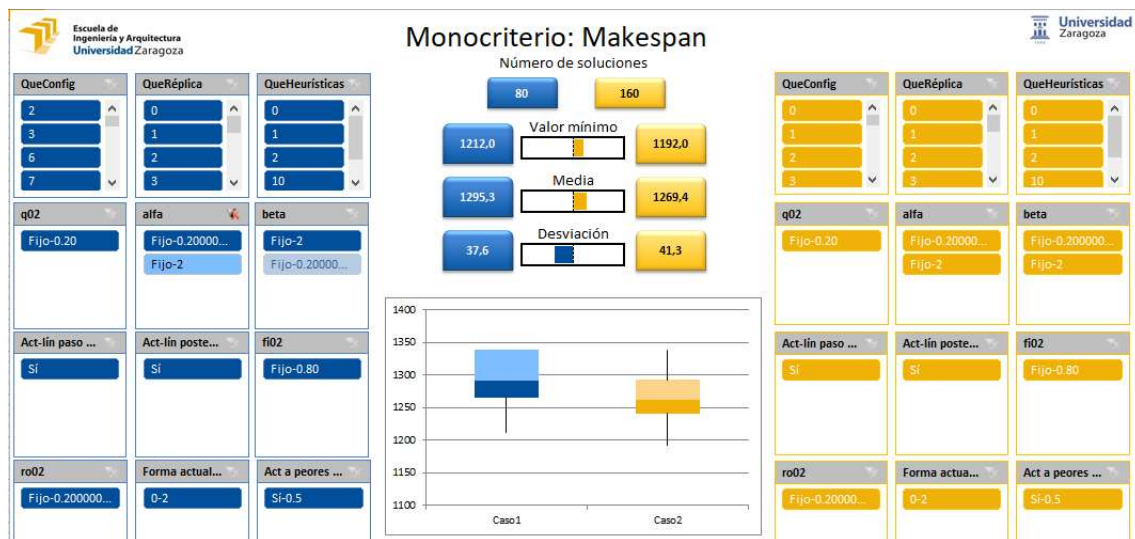 Escuela de
Ingeniería y Arquitectura
Universidad Zaragoza
Monocriterio: Makespan
Universidad
Zaragoza
1542
Número de soluciones
80
160
Valor mínimo
1212,0
1192,0
Media
1295,3
1269,4
Desviación
37,6
41,3
QueConfig
2
3
6
7
QueRéplica
0
1
2
3
QueHeurísticas
0
1
2
10
q02
Fijo-0.20
alfa
Fijo-0.20000...
Fijo-2
beta
Fijo-2
Fijo-0.20000...
Act-lín paso ...
Sí
Act-lín poste...
Sí
fi02
Fijo-0.80
ro02
Fijo-0.200000...
Forma actual...
0-2
Act a peores ...
Sí-0.5
1400
1350
1300
1250
1200
1150
1100
Caso1
Caso2
QueConfig
0
1
2
3
QueRéplica
0
1
2
3
QueHeurísticas
0
1
2
10
q02
Fijo-0.20
alfa
Fijo-0.20000...
Fijo-2
beta
Fijo-0.200000...
Fijo-2
Act-lín paso ...
Sí
Act-lín poste...
Sí
fi02
Fijo-0.80
ro02
Fijo-0.20000...
Forma actua...
0-2
Act a peores ...
Sí-0.5